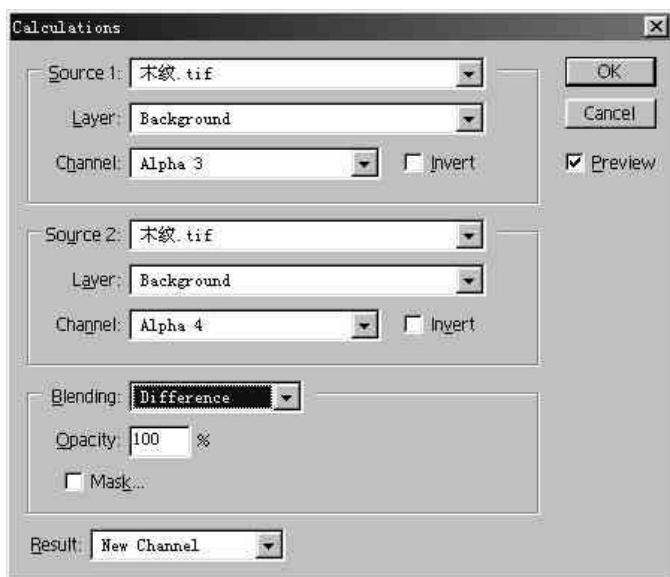 Calculations
Source 1: 木纹.tif
OK
Layer: Background
Cancel
Channel: Alpha 3
Invert
Preview
Source 2: 木纹.tif
Layer: Background
Channel: Alpha 4
Invert
Blending: Difference
Opacity: 100 %
Mask...
Result: New Channel